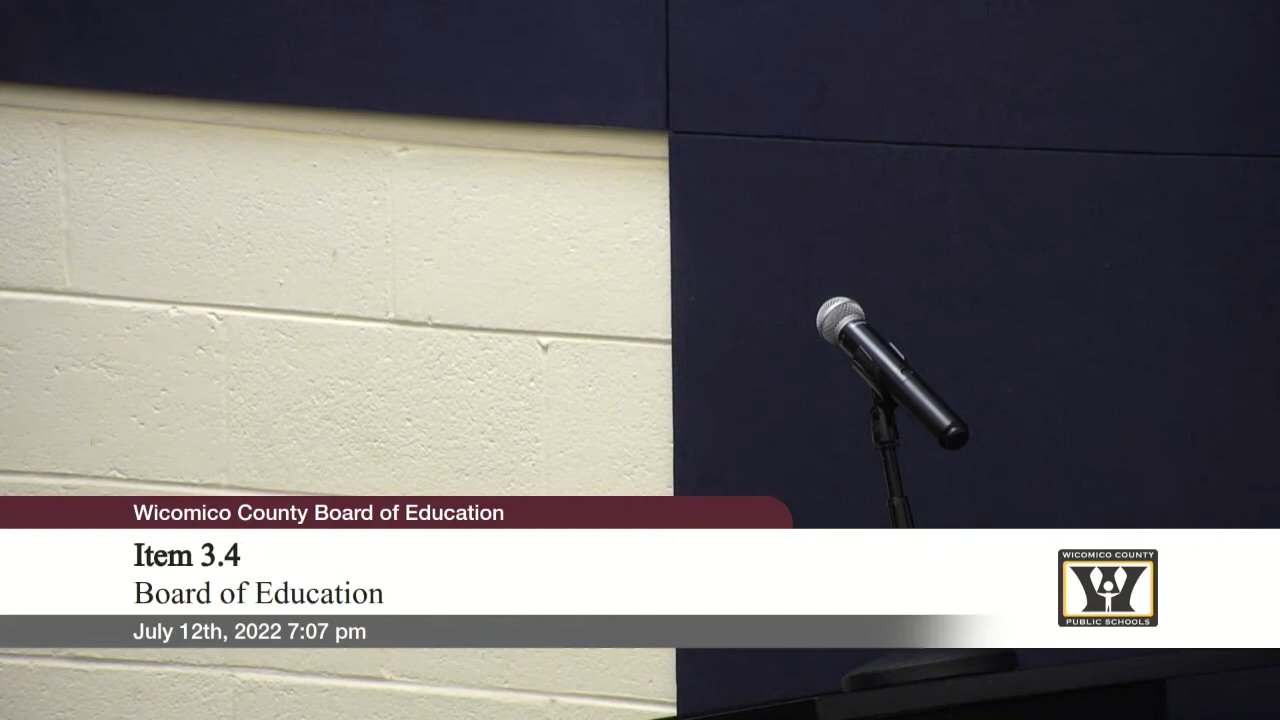 Wicomico County Board of Education
Item 3.4
Board of Education
July 12th, 2022 7:07 pm
WICOMICO COUNTY
W
PUBLIC SCHOOLS